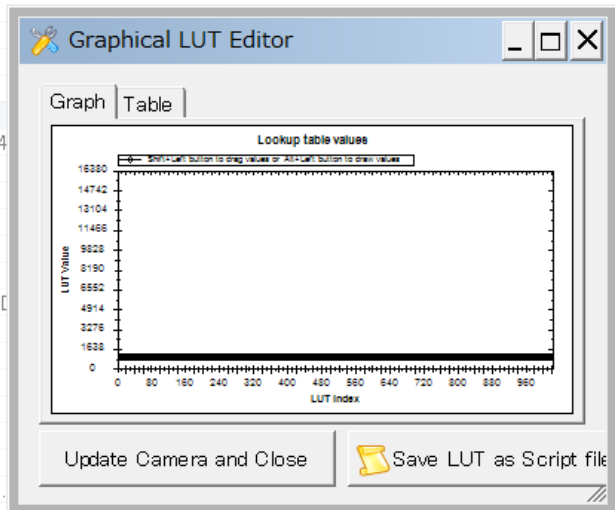 Graphical LUT Editor
Graph Table
Lookup table values
Shift+Left button to drag values or Alt+Left button to draw values
16380
14742
13104
11466
9828
8190
6552
4914
3276
1638
0
LUT Value
0 80 160 240 320 400 480 560 640 720 800 880 960
LUT Index
Update Camera and Close
Save LUT as Script file